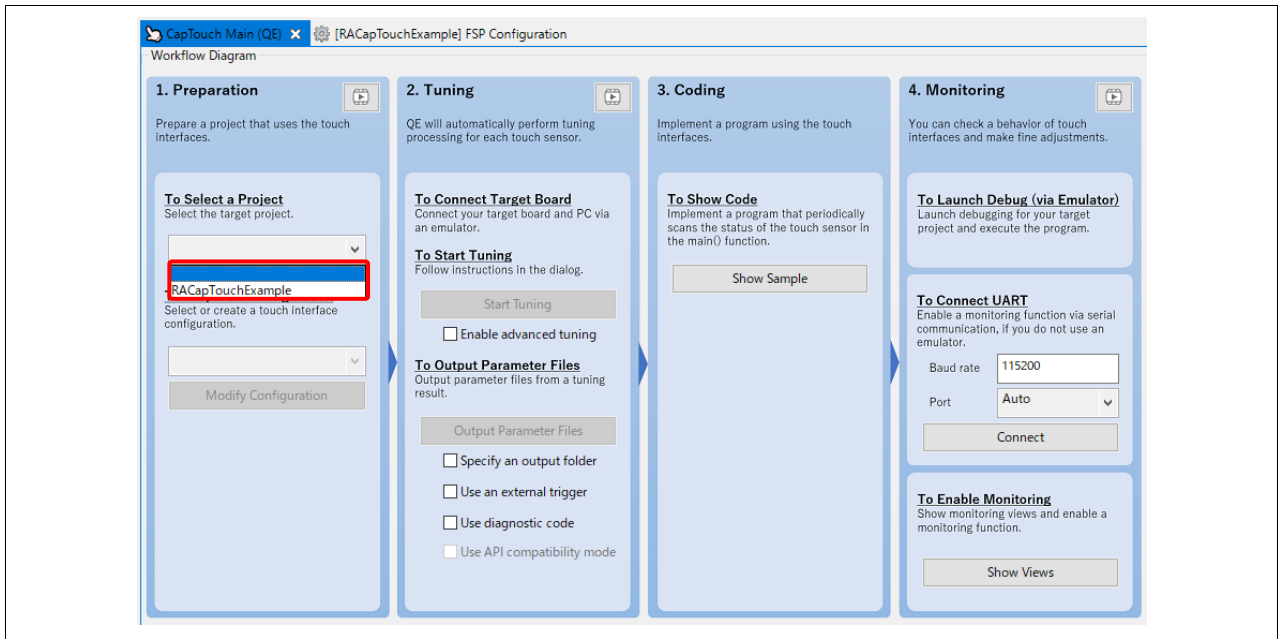 CapTouch Main (QE)
[RACapTouchExample] FSP Configuration
Workflow Diagram
1. Preparation
Prepare a project that uses the touch
interfaces.
To Select a Project
Select the target project.
RACapTouchExample
Select or create a touch interface
configuration.
Modify Configuration
2. Tuning
QE will automatically perform tuning
processing for each touch sensor.
To Connect Target Board
Connect your target board and PC via
an emulator.
To Start Tuning
Follow instructions in the dialog.
Start Tuning
Enable advanced tuning
To Output Parameter Files
Output parameter files from a tuning
result.
Output Parameter Files
Specify an output folder
Use an external trigger
Use diagnostic code
Use API compatibility mode
3. Coding
Implement a program using the touch
interfaces.
To Show Code
Implement a program that periodically
scans the status of the touch sensor in
the main() function.
Show Sample
4. Monitoring
You can check a behavior of touch
interfaces and make fine adjustments.
To Launch Debug (via Emulator)
Launch debugging for your target
project and execute the program.
To Connect UART
Enable a monitoring function via serial
communication, if you do not use an
emulator.
Baud rate 115200
Port Auto
Connect
To Enable Monitoring
Show monitoring views and enable a
monitoring function.
Show Views